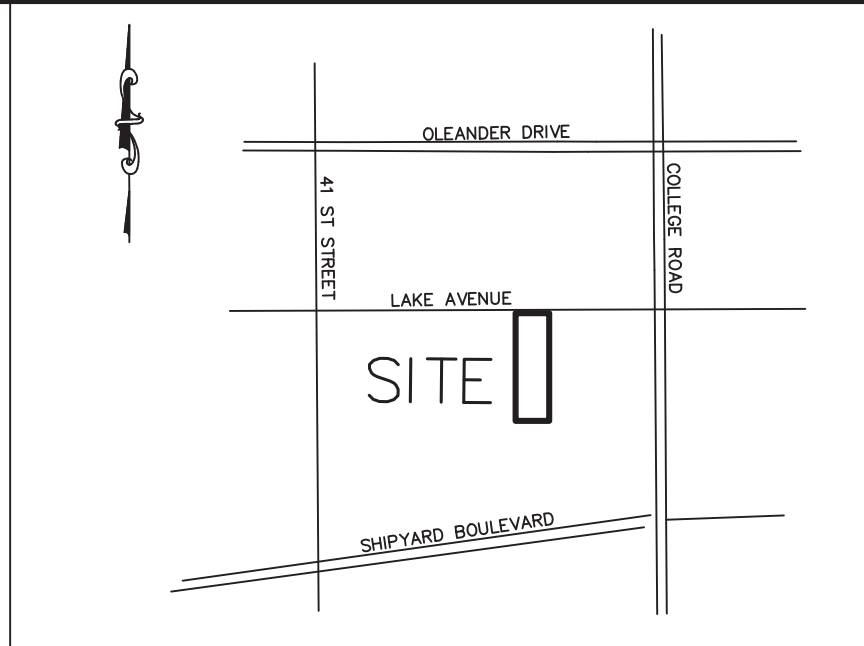 OLEANDER DRIVE
41 ST STREET
COLLEGE ROAD
LAKE AVENUE
SITE
SHIPYARD BOULEVARD